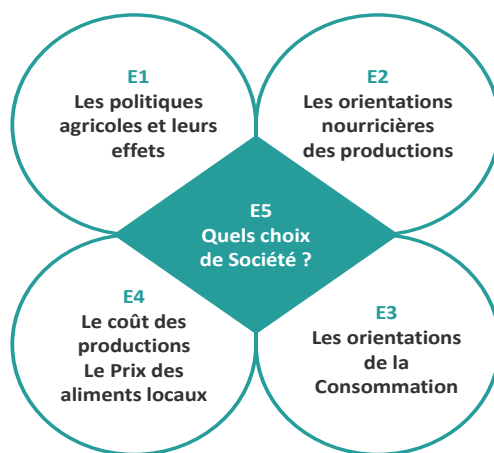 E1
Les politiques
agricoles et leurs
effets
E2
Les orientations
nourricières
des productions
E5
Quels choix
de Société ?
E4
Le coût des
productions
Le Prix des
aliments locaux
E3
Les orientations
de la
Consommation